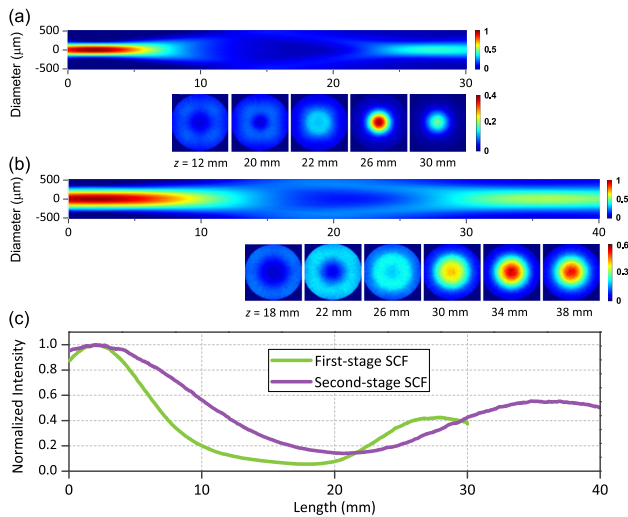 (a)
Diameter (μm)
500
0
-500
0
10
20
30
1
0,5
0
z = 12 mm
20 mm
22 mm
26 mm
30 mm
0,4
0,2
0
(b)
Diameter (μm)
500
0
-500
0
10
20
30
40
1
0,5
0
z = 18 mm
22 mm
26 mm
30 mm
34 mm
38 mm
0,6
0,3
0
(c)
Normalized Intensity
1.0
0.8
0.6
0.4
0.2
0.0
First-stage SCF
Second-stage SCF
0
10
20
30
40
Length (mm)